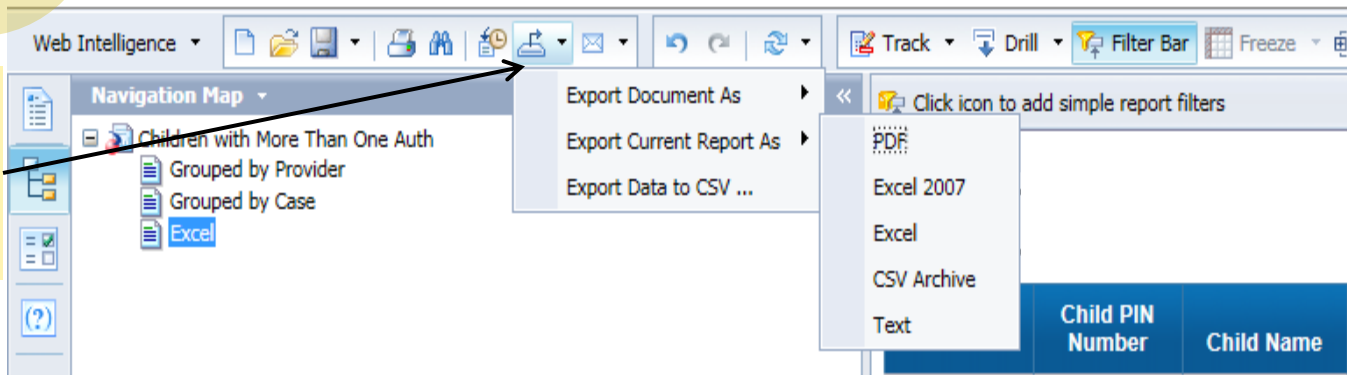 Web Intelligence
Track
Drill
Filter Bar
Freeze
Navigation Map
Children with More Than One Auth
Grouped by Provider
Grouped by Case
Excel
Export Document As
Export Current Report As
Export Data to CSV ...
PDF
Excel 2007
Excel
CSV Archive
Text
Click icon to add simple report filters
Child PIN
Number
Child Name